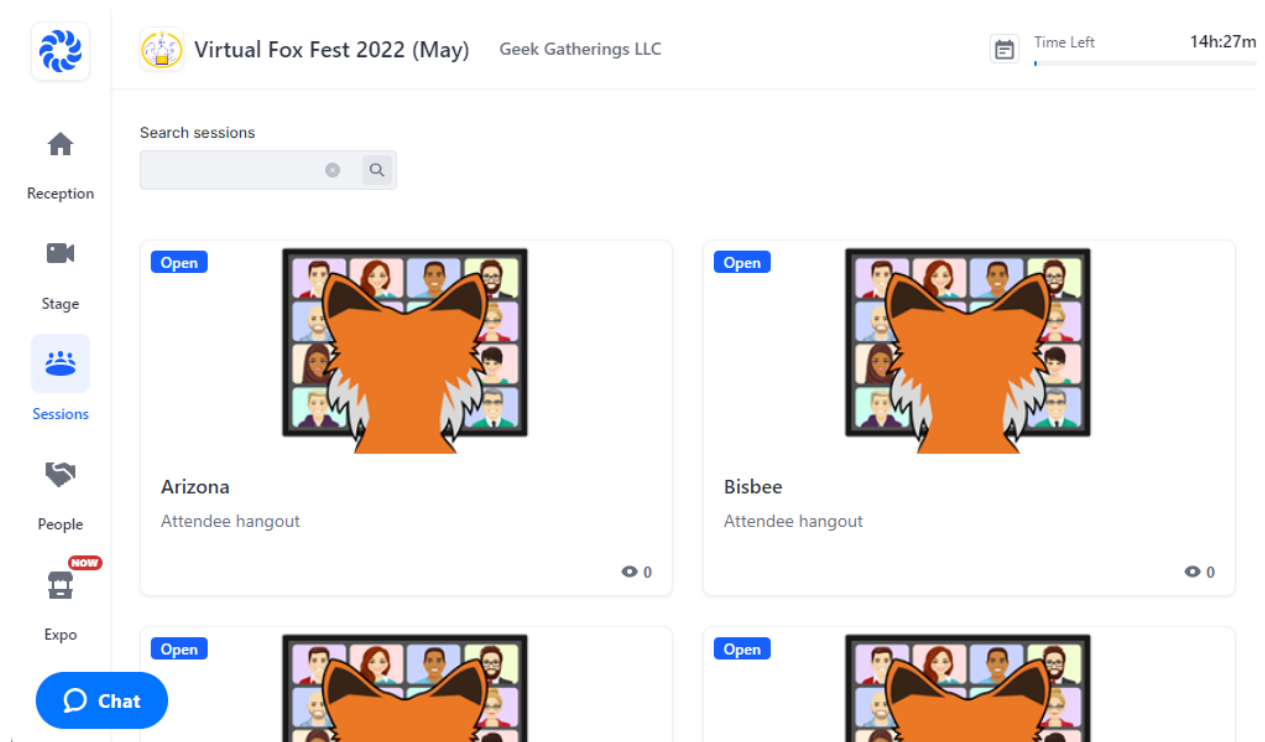 Virtual Fox Fest 2022 (May)
Geek Gatherings LLC
Time Left
14h:27m
Reception
Stage
Sessions
People
NOW
Expo
Chat
Search sessions
Open
Arizona
Attendee hangout
0
Open
Bisbee
Attendee hangout
0
Open
Open